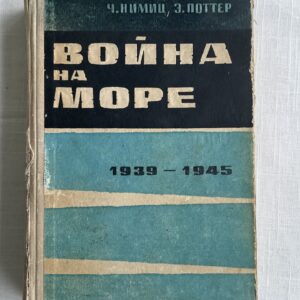 Ч. НИМИЦ, Э. ПОТТЕР
ВОЙНА
НА
МОРЕ
1939 – 1945